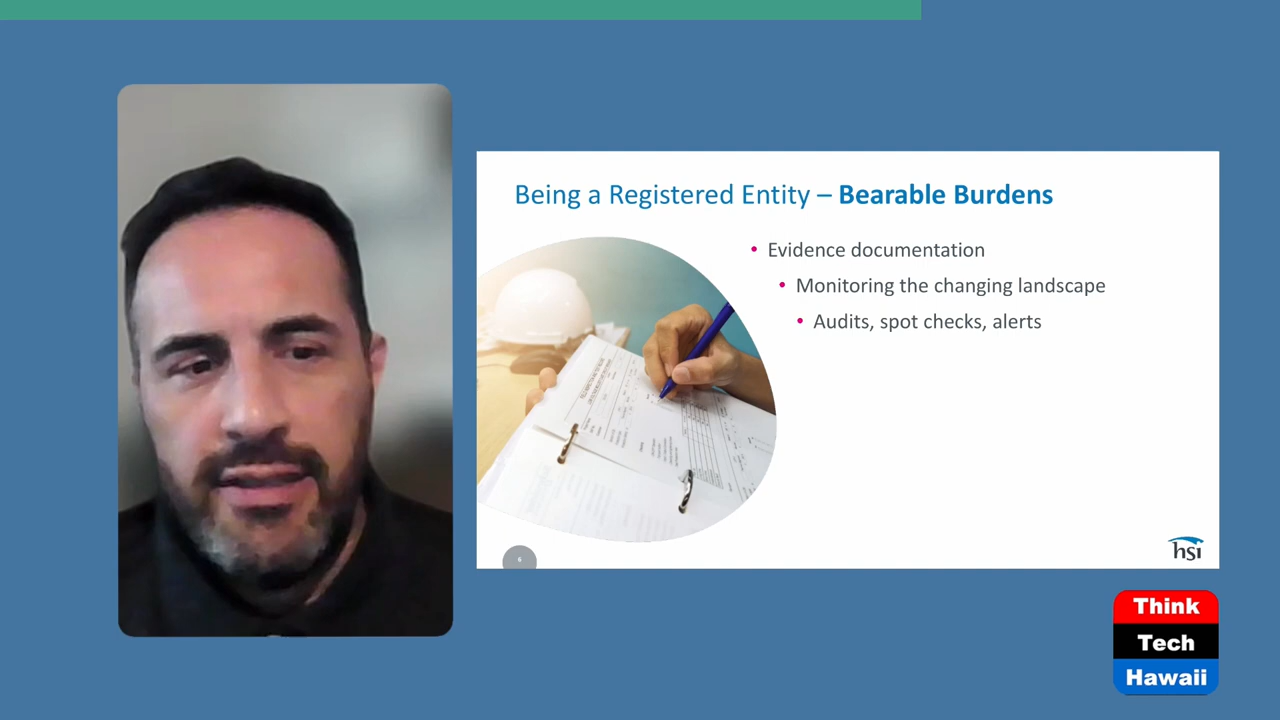 Being a Registered Entity – Bearable Burdens
• Evidence documentation
• Monitoring the changing landscape
• Audits, spot checks, alerts
6
hsi
Think
Tech
Hawaii